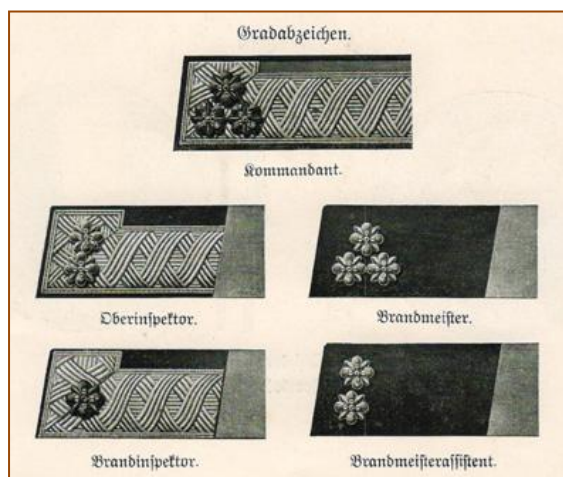 Gradabzeichen.
Kommandant.
Oberinspektor.
Brandmeister.
Brandinspektor.
Brandmeisterassistent.